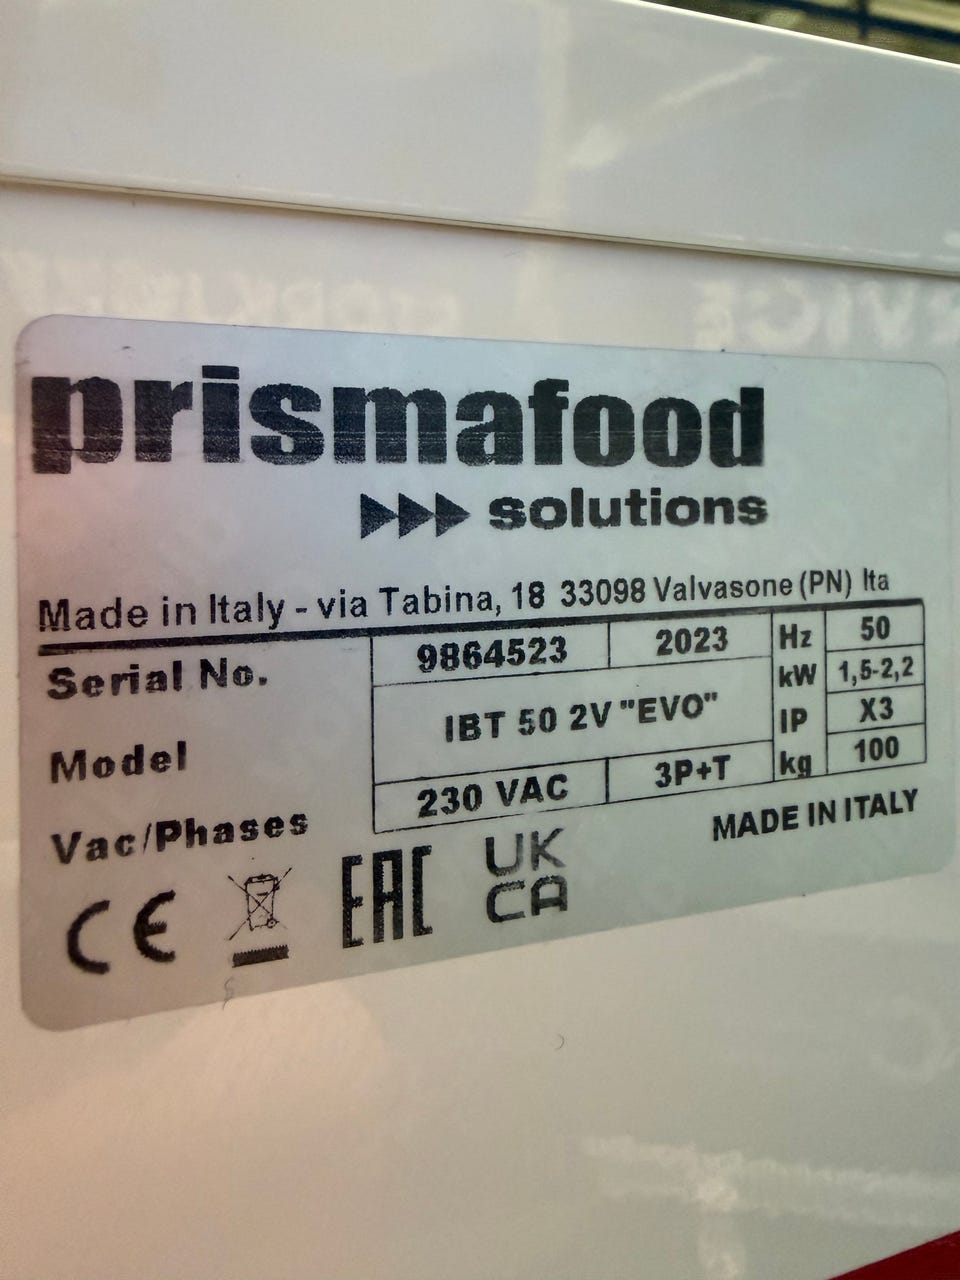 prismafood
solutions
Made in Italy - via Tabina, 18 33098 Valvasone (PN) Ita
Serial No. 9864523 2023 Hz 50
kW 1,5-2,2
Model IBT 50 2V "EVO" IP X3
Vac/Phases 230 VAC 3P+T kg 100
MADE IN ITALY
CE EAC UK
CA